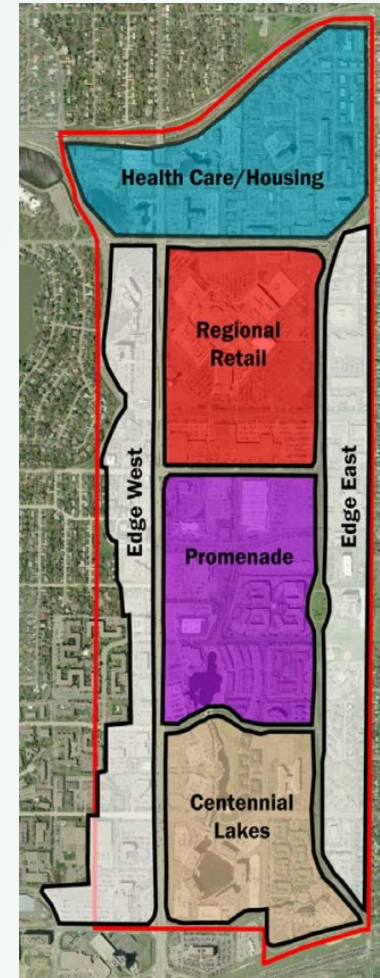 Health Care/Housing
Regional
Retail
Edge West
Edge East
Promenade
Centennial
Lakes